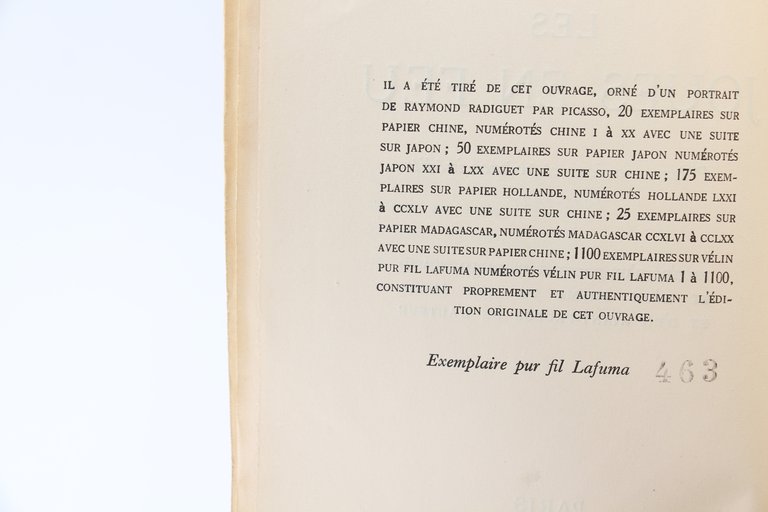 IL A ÉTÉ TIRÉ DE CET OUVRAGE, ORNÉ D'UN PORTRAIT
DE RAYMOND RADIGUET PAR PICASSO, 20 EXEMPLAIRES SUR
PAPIER CHINE, NUMÉROTÉS CHINE I à XX AVEC UNE SUITE
SUR JAPON ; 50 EXEMPLAIRES SUR PAPIER JAPON NUMÉROTÉS
JAPON XXI à LXX AVEC UNE SUITE SUR CHINE ; 175 EXEM-
PLAIRES SUR PAPIER HOLLANDE, NUMÉROTÉS HOLLANDE LXXI
à CCXLV AVEC UNE SUITE SUR CHINE ; 25 EXEMPLAIRES SUR
PAPIER MADAGASCAR, NUMÉROTÉS MADAGASCAR CCXLVI à CCLXX
AVEC UNE SUITE SUR PAPIER CHINE ; 1100 EXEMPLAIRES SUR VÉLIN
PUR FIL LAFUMA NUMÉROTÉS VÉLIN PUR FIL LAFUMA 1 à 1100,
CONSTITUANT PROPREMENT ET AUTHENTIQUEMENT L'ÉDI-
TION ORIGINALE DE CET OUVRAGE.
Exemplaire pur fil Lafuma 463